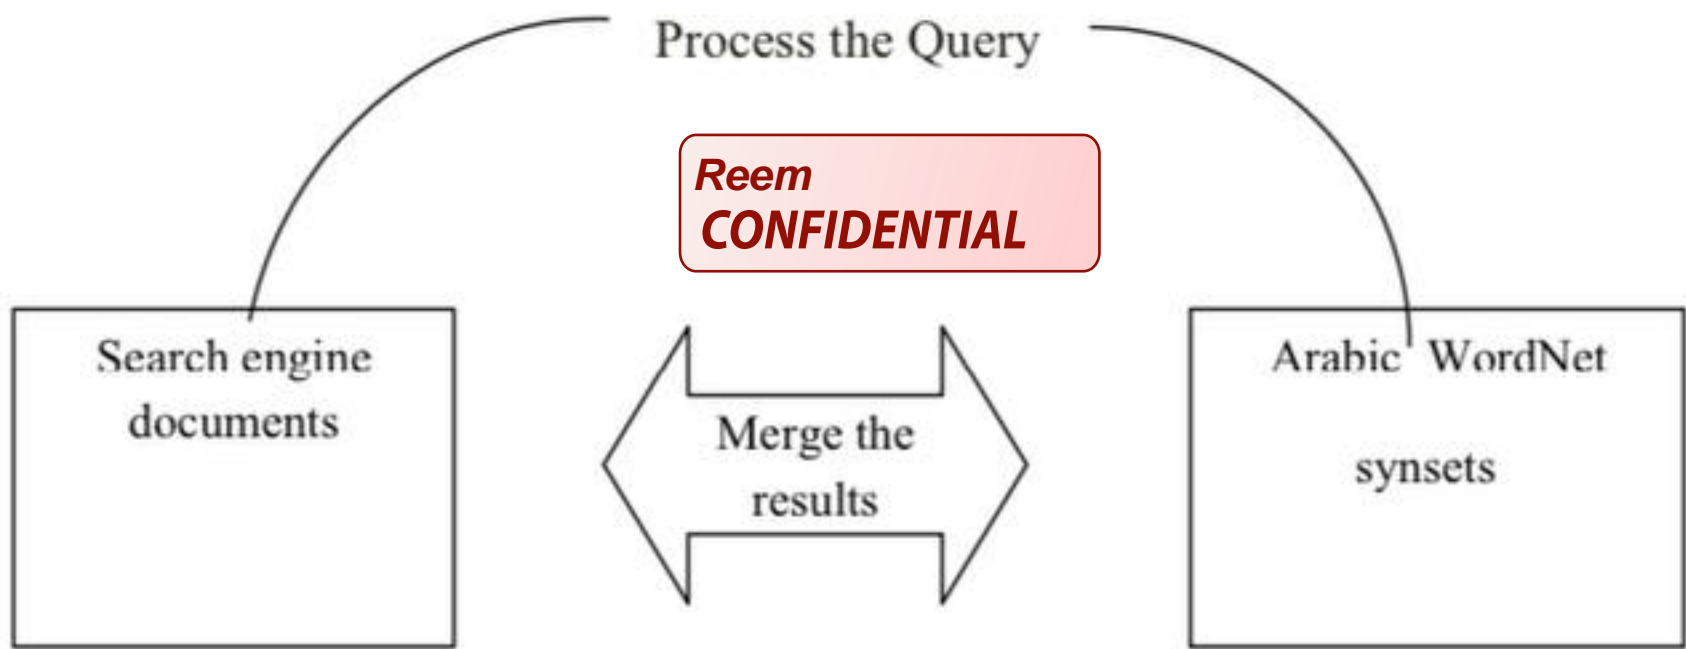 Process the Query
Reem
CONFIDENTIAL
Search engine
documents
Merge the
results
Arabic WordNet
synsets